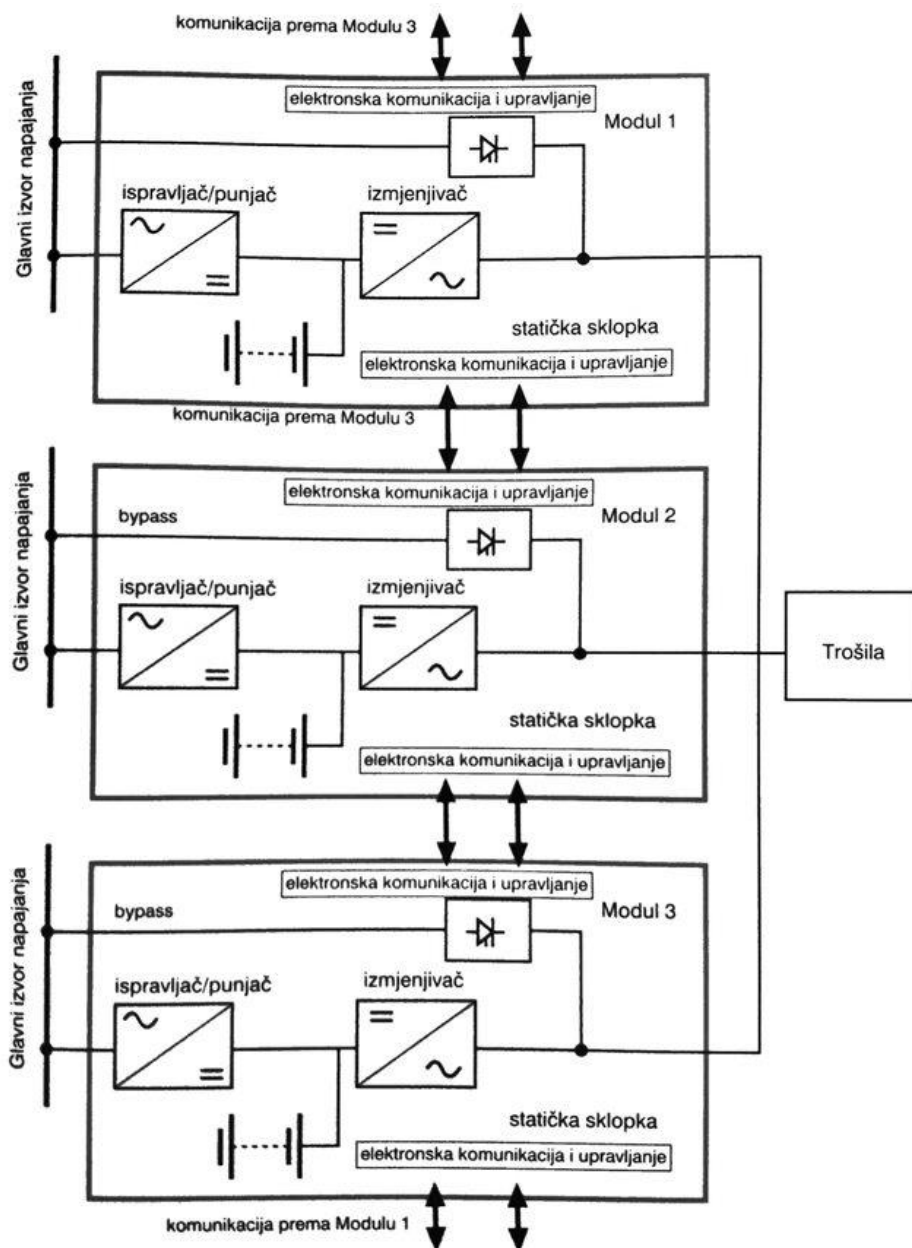 komunikacija prema Modulu 3
elektronska komunikacija i upravljanje
Modul 1
Glavni izvor napajanja
ispravljač/punjač
izmjenjivač
statička sklopka
elektronska komunikacija i upravljanje
komunikacija prema Modulu 3
elektronska komunikacija i upravljanje
Modul 2
bypass
Glavni izvor napajanja
ispravljač/punjač
izmjenjivač
Trošila
statička sklopka
elektronska komunikacija i upravljanje
elektronska komunikacija i upravljanje
Modul 3
bypass
Glavni izvor napajanja
ispravljač/punjač
izmjenjivač
statička sklopka
elektronska komunikacija i upravljanje
komunikacija prema Modulu 1